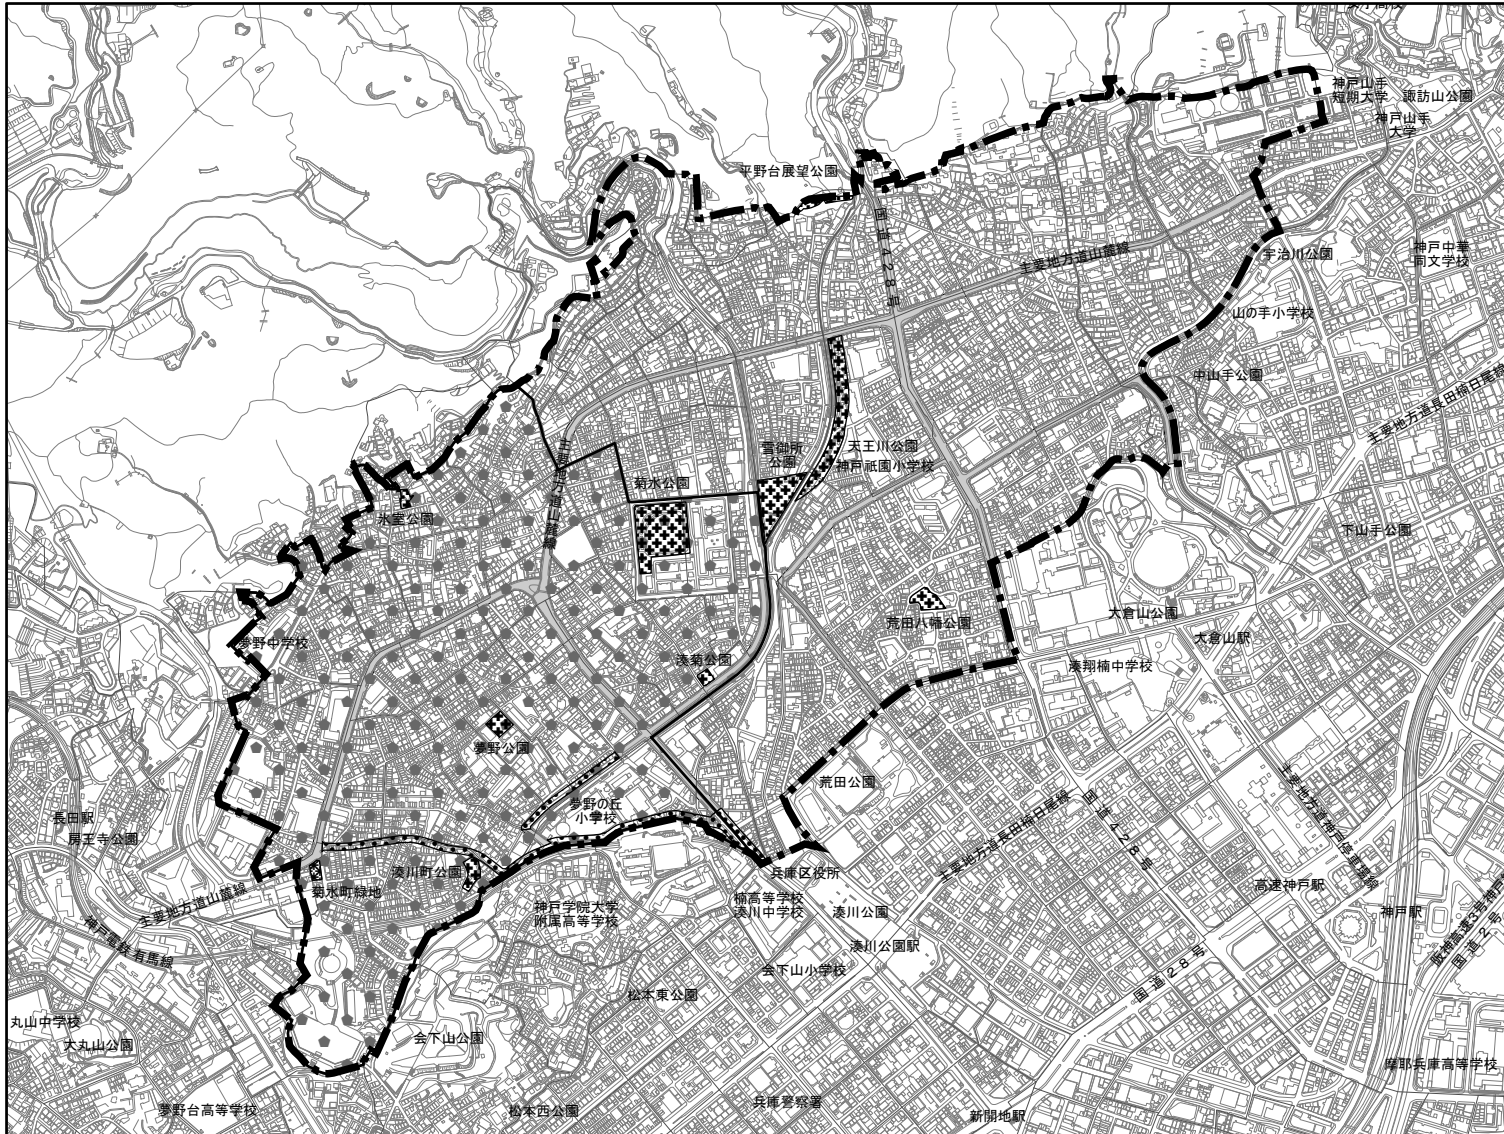 神戸山手
短期大学
諏訪山公園
神戸山手
大学
平野台展望公園
国道428号
主要地方道山麓線
宇治川公園
神戸中華
同文学校
山の手小学校
中山手公園
主要地方道長田楠日尾線
雪御所
公園
天王川公園
神戸祇園小学校
主要地方道山麓線
菊水公園
氷室公園
下山手公園
荒田八幡公園
大倉山公園
大倉山駅
夢野中学校
湊菊公園
湊翔楠中学校
夢野公園
荒田公園
夢野の丘
小学校
長田駅
房王寺公園
国道428号
主要地方道神戸停車場線
主要地方道長田楠日尾線
湊川町公園
菊水町緑地
兵庫区役所
高速神戸駅
主要地方道山麓線
楠高等学校
湊川中学校
湊川公園
神戸駅
神戸学院大学
附属高等学校
神戸電鉄有馬線
湊川公園駅
会下山小学校
国道28号
阪神高速3号神戸
国道2号
松本東公園
丸山中学校
大丸山公園
会下山公園
摩耶兵庫高等学校
夢野台高等学校
松本西公園
兵庫警察署
新開地駅